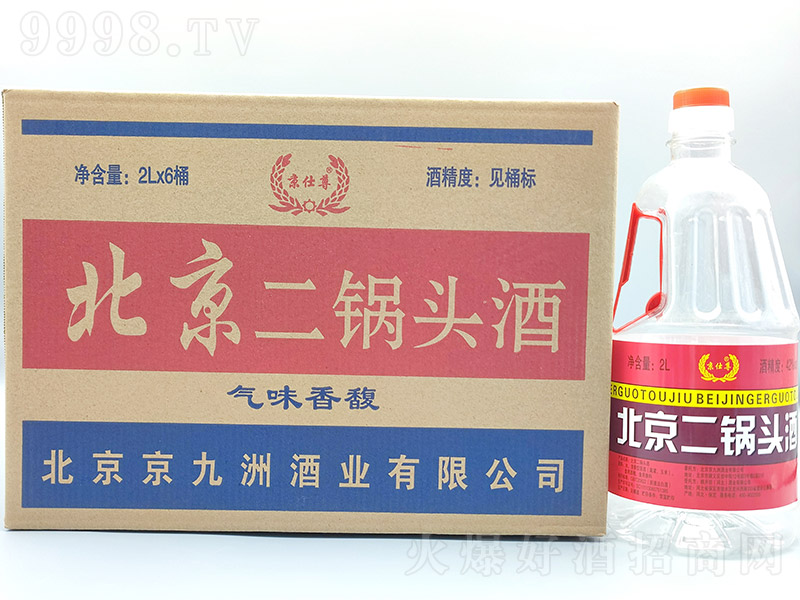 9998.TV
净含量: 2Lx6桶
京仕尊®
酒精度: 见桶标
北京二锅头酒
气味香馥
北京京九洲酒业有限公司
净含量: 2L
京仕尊
酒精度: 42%
ERGUOTOUJIU BEIJINGERGUOTO
北京二锅头酒
火爆好酒招商网